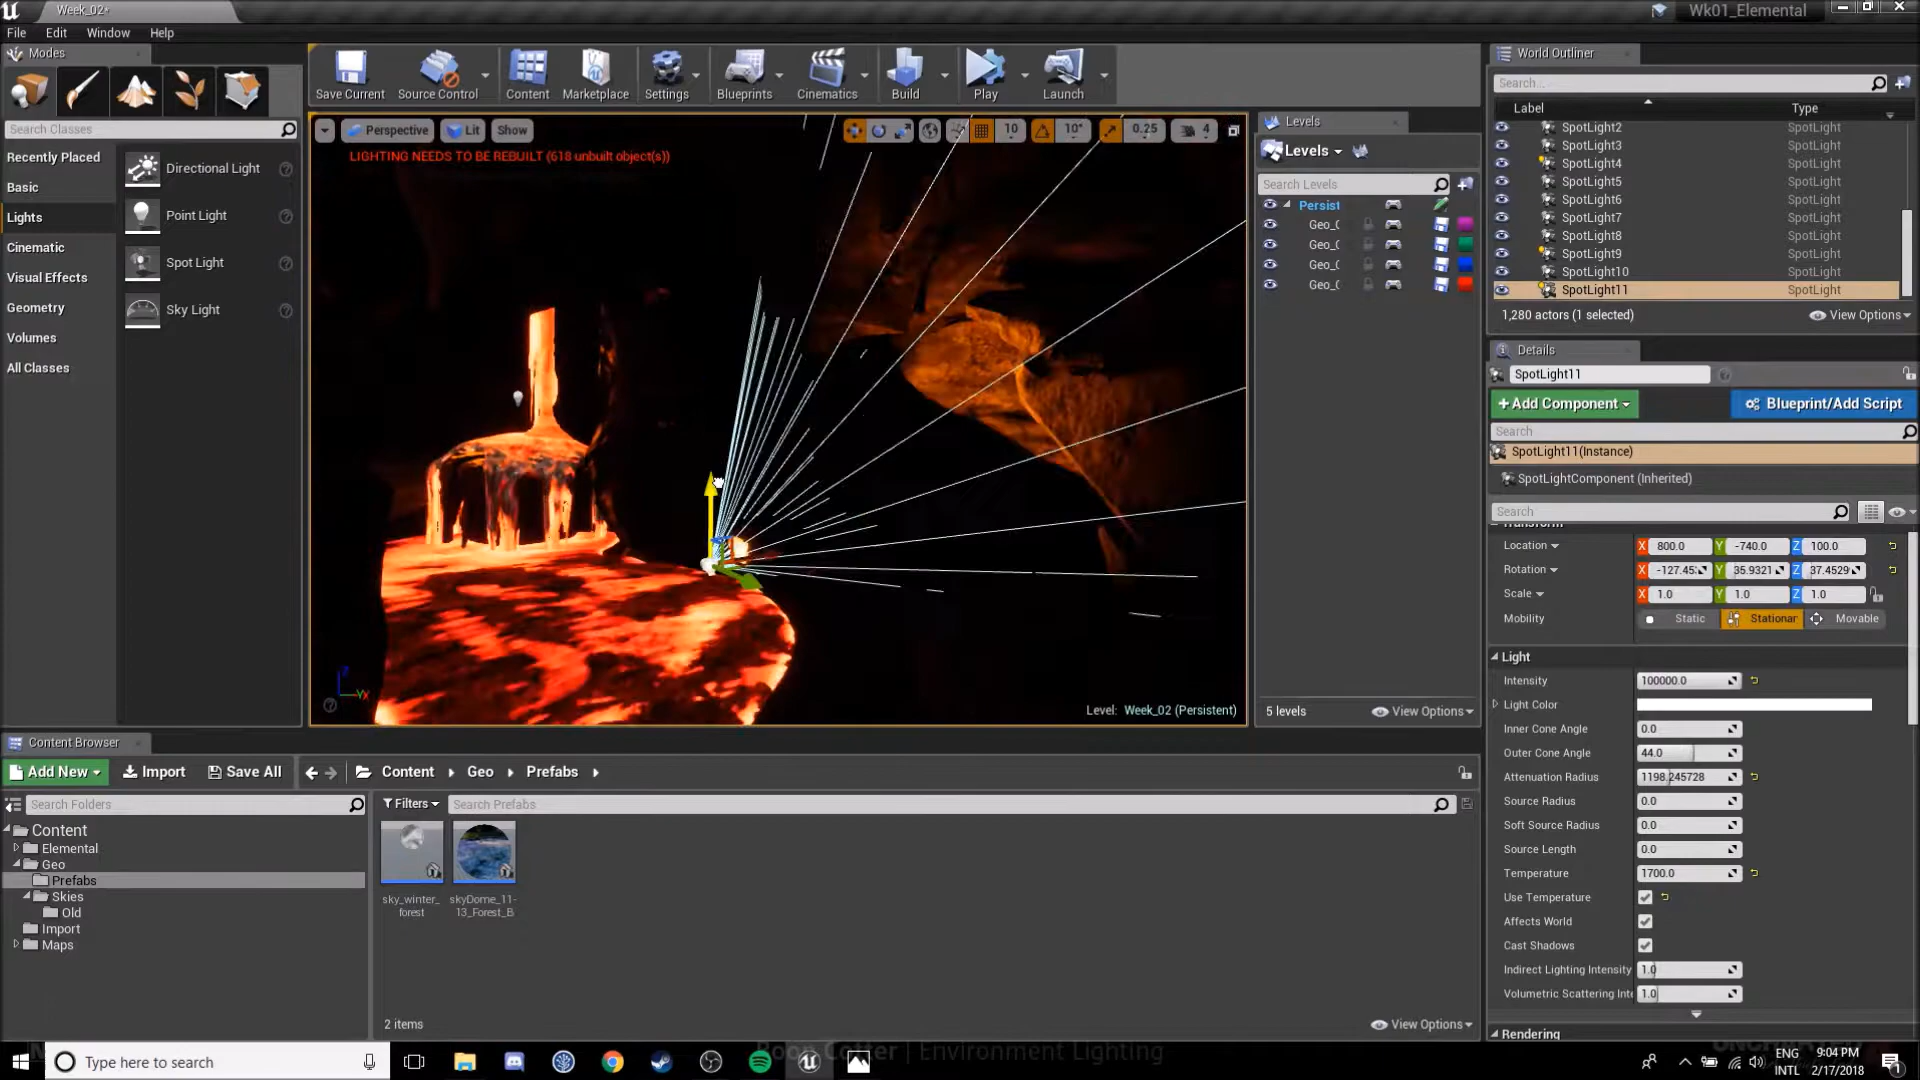 Week_02*
Wk01_Elemental
File Edit Window Help
Modes
Search Classes
Recently Placed
Basic
Lights
Cinematic
Visual Effects
Geometry
Volumes
All Classes
Directional Light
Point Light
Spot Light
Sky Light
Save Current
Source Control
Content
Marketplace
Settings
Blueprints
Cinematics
Build
Play
Launch
Perspective Lit Show
10 10° 0.25 4
LIGHTING NEEDS TO BE REBUILT (618 unbuilt object(s))
Level: Week_02 (Persistent)
Levels
Levels
Search Levels
Persist
Geo_(
Geo_(
Geo_(
Geo_(
5 levels View Options
World Outliner
Search...
Label Type
SpotLight2 SpotLight
SpotLight3 SpotLight
SpotLight4 SpotLight
SpotLight5 SpotLight
SpotLight6 SpotLight
SpotLight7 SpotLight
SpotLight8 SpotLight
SpotLight9 SpotLight
SpotLight10 SpotLight
SpotLight11 SpotLight
1,280 actors (1 selected) View Options
Details
SpotLight11
+Add Component Blueprint/Add Script
Search
SpotLight11(Instance)
SpotLightComponent (Inherited)
Search
Transform
Location X 800.0 Y -740.0 Z 100.0
Rotation X -127.45 Y 35.9321 Z 37.4529
Scale X 1.0 Y 1.0 Z 1.0
Mobility Static Stationar Movable
Light
Intensity 100000.0
Light Color
Inner Cone Angle 0.0
Outer Cone Angle 44.0
Attenuation Radius 1198.245728
Source Radius 0.0
Soft Source Radius 0.0
Source Length 0.0
Temperature 1700.0
Use Temperature
Affects World
Cast Shadows
Indirect Lighting Intensity 1.0
Volumetric Scattering Inte 1.0
Rendering
Content Browser
Add New Import Save All Content Geo Prefabs
Search Folders
Filters Search Prefabs
Content
Elemental
Geo
Prefabs
Skies
Old
Import
Maps
sky_winter_
forest
skyDome_11-
13_Forest_B
2 items View Options
Cotter | Environment Lighting
Type here to search
ENG
INTL
9:04 PM
2/17/2018
1